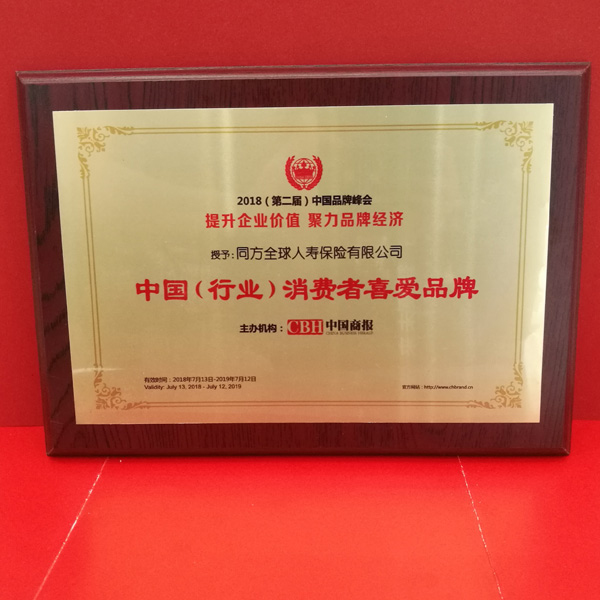 2018（第二届）中国品牌峰会
提升企业价值 聚力品牌经济
授予：同方全球人寿保险有限公司
中国（行业）消费者喜爱品牌
主办机构：CBH 中国商报
CHINA BUSINESS HERALD
有效时间：2018年7月13日-2019年7月12日
Validity: July 13, 2018 - July 12, 2019
官方网站：http://www.chbrand.cn